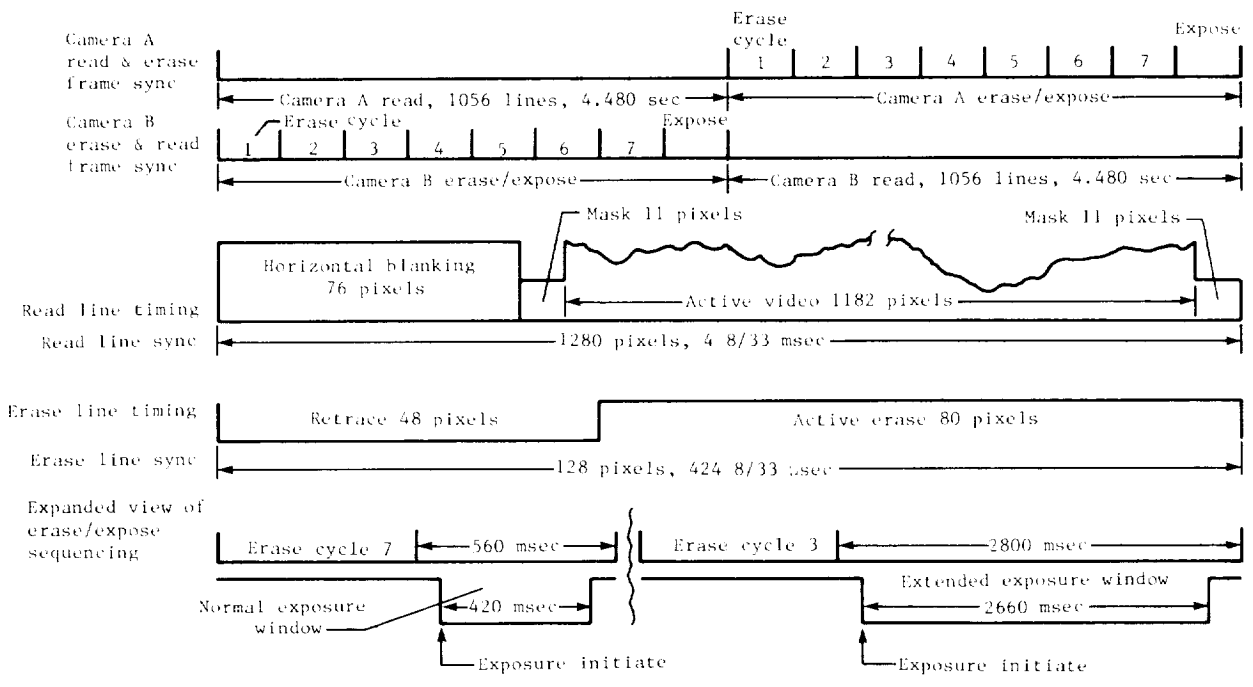 Camera A
read & erase
frame sync
Erase
cycle
1 2 3 4 5 6 7
Expose
Camera A read, 1056 lines, 4.480 sec
Camera A erase/expose
Camera B
erase & read
frame sync
Erase cycle
1 2 3 4 5 6 7
Expose
Camera B erase/expose
Camera B read, 1056 lines, 4.480 sec
Mask 11 pixels
Mask 11 pixels
Horizontal blanking
76 pixels
Active video 1182 pixels
Read line timing
Read line sync
1280 pixels, 4 8/33 msec
Erase line timing
Retrace 48 pixels
Active erase 80 pixels
Erase line sync
128 pixels, 424 8/33 sec
Expanded view of
erase/expose
sequencing
Erase cycle 7
560 msec
Erase cycle 3
2800 msec
Normal exposure
window
420 msec
Extended exposure window
2660 msec
Exposure initiate
Exposure initiate